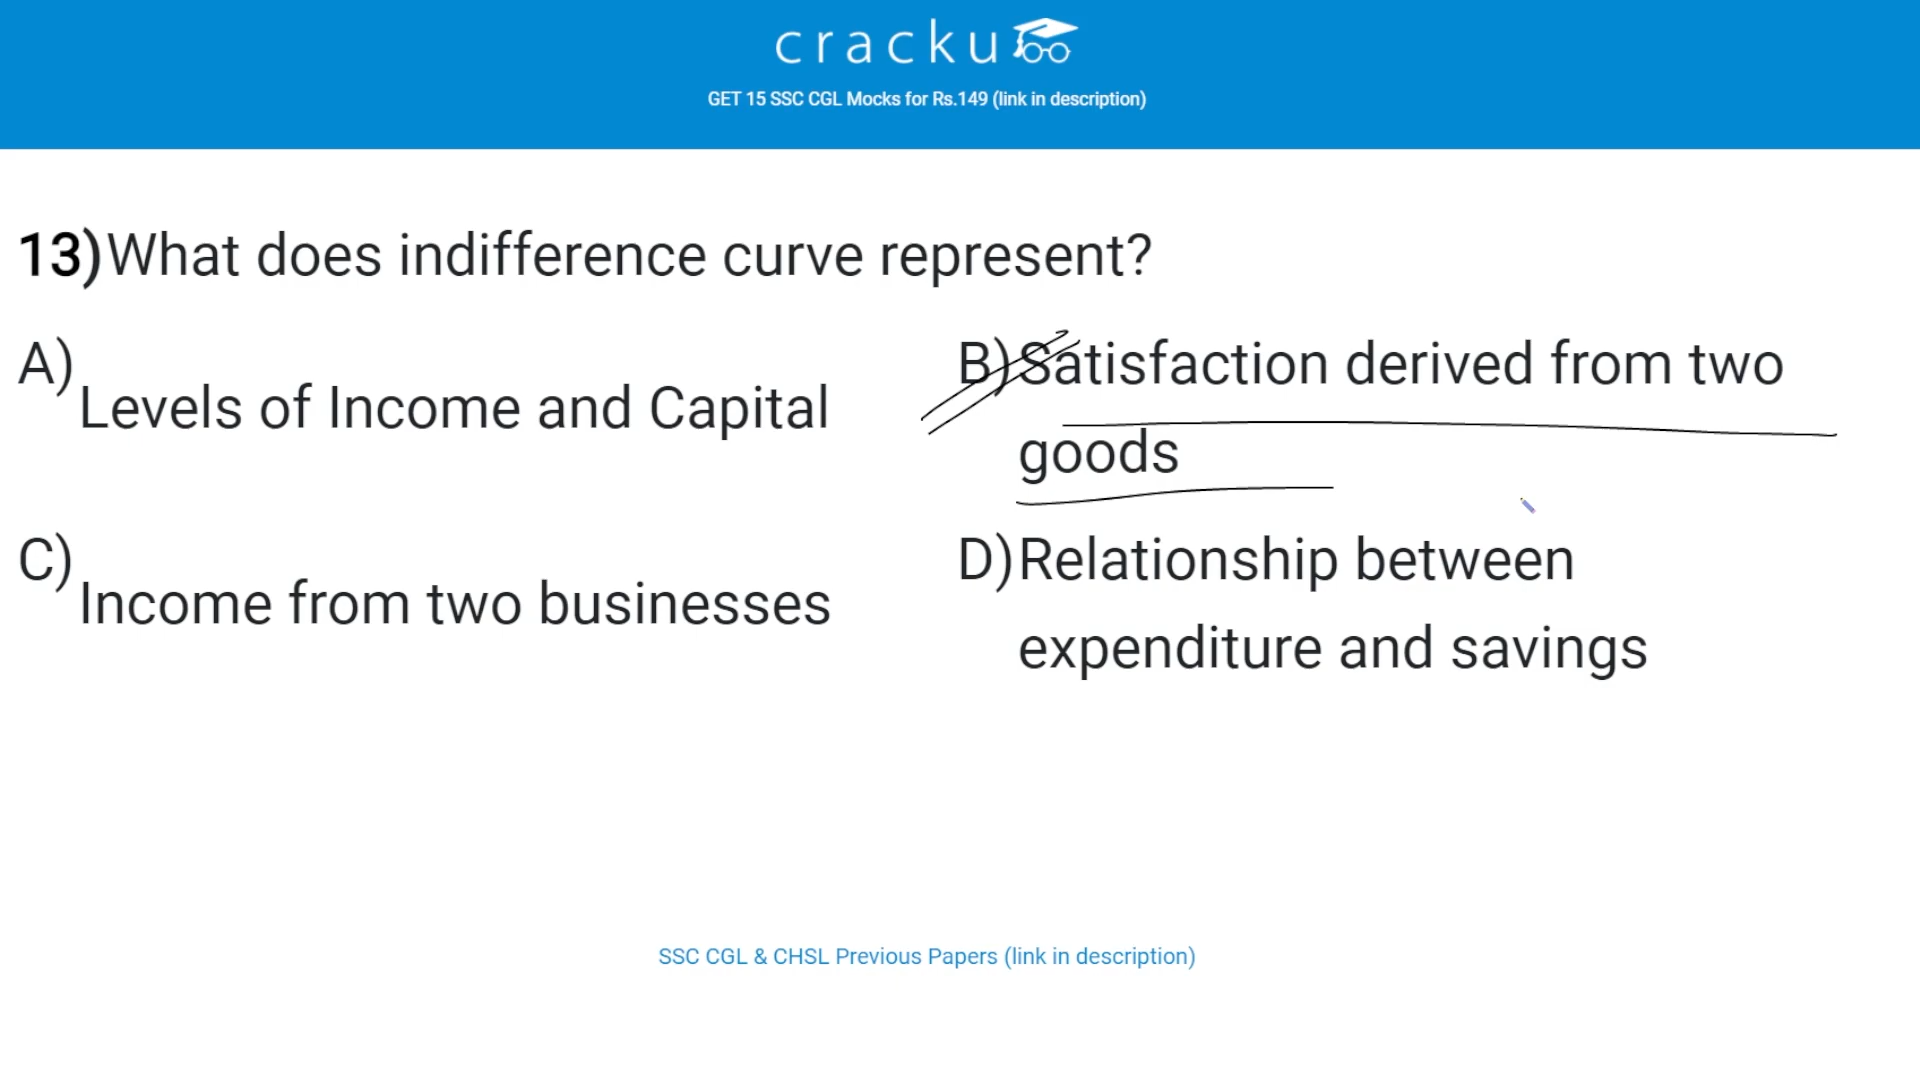 cracku
GET 15 SSC CGL Mocks for Rs.149 (link in description)
13)What does indifference curve represent?
A)
Levels of Income and Capital
B)Satisfaction derived from two
goods
C)
Income from two businesses
D)Relationship between
expenditure and savings
SSC CGL & CHSL Previous Papers (link in description)